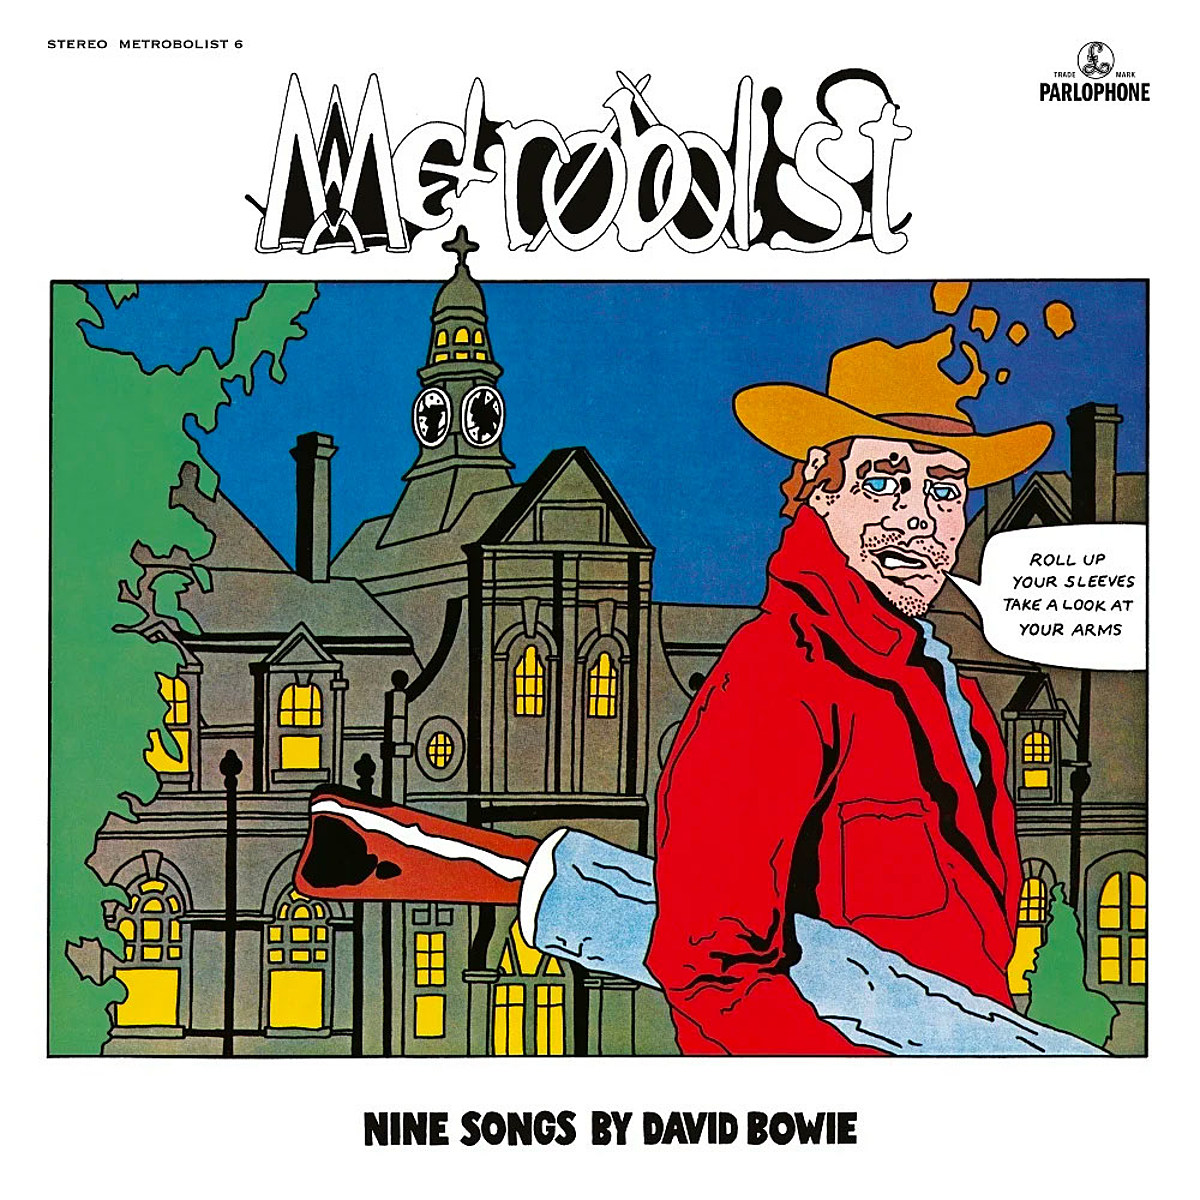 STEREO METROBOLIST 6
£
TRADE MARK
PARLOPHONE
Metrobolist
ROLL UP
YOUR SLEEVES
TAKE A LOOK AT
YOUR ARMS
NINE SONGS BY DAVID BOWIE